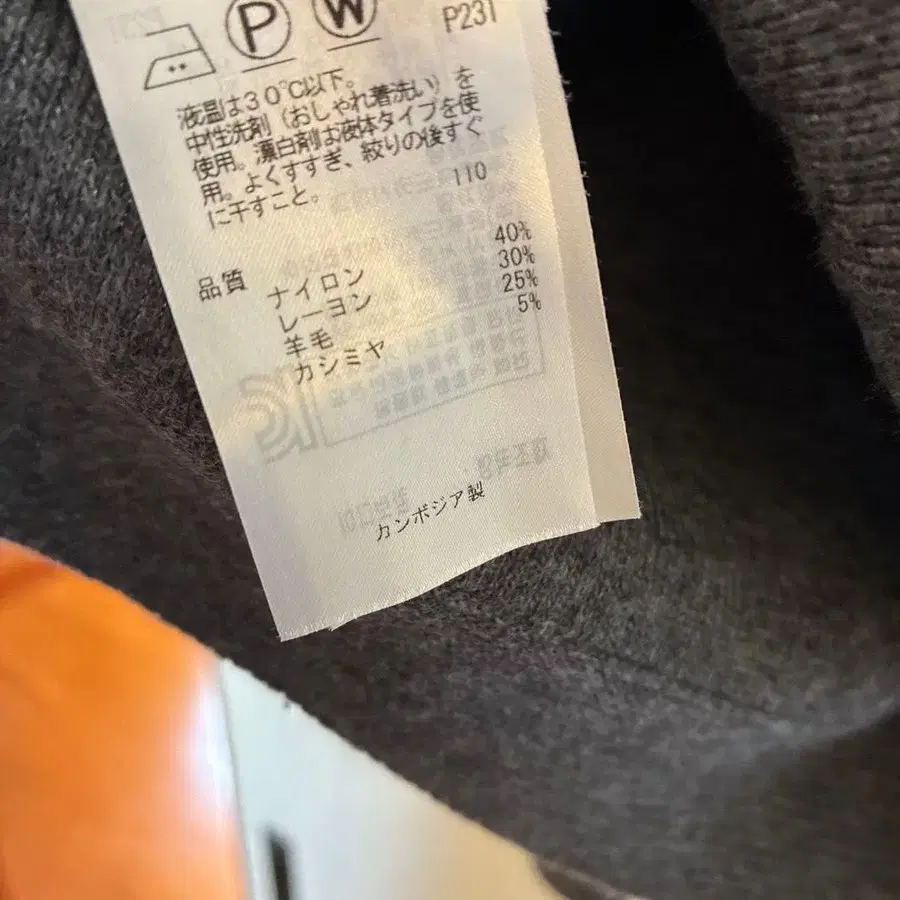 P W P231
液温は30℃以下。
中性洗剤（おしゃれ着洗い）を
使用。漂白剤は液体タイプを使
用。よくすすぎ、絞りの後すぐ
に干すこと。
110
品質 ナイロン 40%
レーヨン 30%
羊毛 25%
カシミヤ 5%
カンボジア製